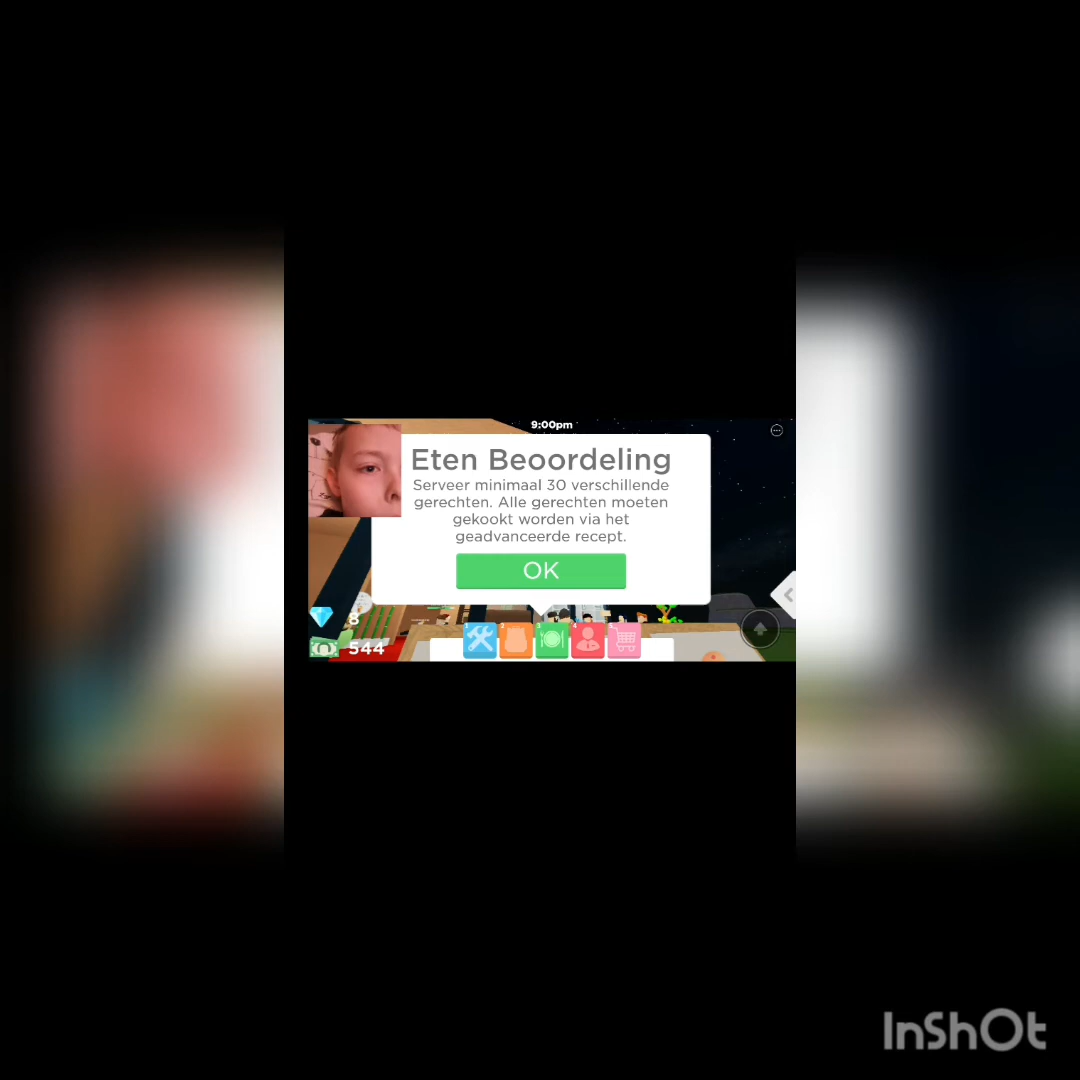 9:00pm
Eten Beoordeling
Serveer minimaal 30 verschillende
gerechten. Alle gerechten moeten
gekookt worden via het
geadvanceerde recept.
OK
8
544
InShOt